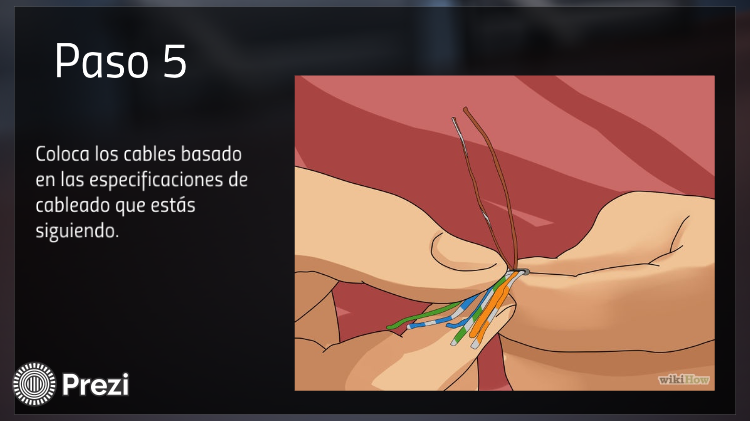 Paso 5
Coloca los cables basado
en las especificaciones de
cableado que estás
siguiendo.
Prezi
wikiHow